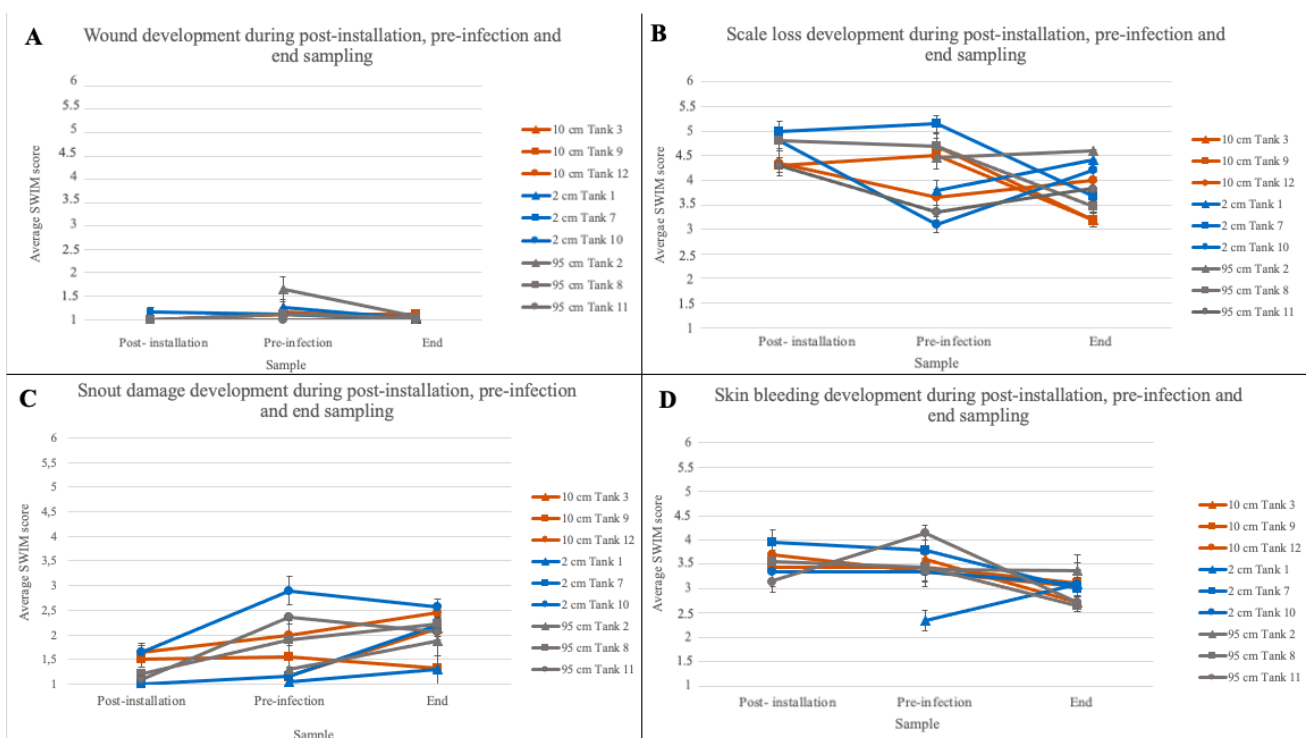 A
Wound development during post-installation, pre-infection and
end sampling
Average SWIM score
6
5.5
5
4.5
4
3.5
3
2.5
2
1.5
1
Post- installation
Pre-infection
End
Sample
10 cm Tank 3
10 cm Tank 9
10 cm Tank 12
2 cm Tank 1
2 cm Tank 7
2 cm Tank 10
95 cm Tank 2
95 cm Tank 8
95 cm Tank 11
B
Scale loss development during post-installation, pre-infection and
end sampling
Avergae SWIM score
6
5.5
5
4.5
4
3.5
3
2.5
2
1.5
1
Post- installation
Pre-infection
End
Sample
10 cm Tank 3
10 cm Tank 9
10 cm Tank 12
2 cm Tank 1
2 cm Tank 7
2 cm Tank 10
95 cm Tank 2
95 cm Tank 8
95 cm Tank 11
C
Snout damage development during post-installation, pre-infection
and end sampling
Average SWIM score
6
5,5
5
4,5
4
3,5
3
2,5
2
1,5
1
Post-installation
Pre-infection
End
Sample
10 cm Tank 3
10 cm Tank 9
10 cm Tank 12
2 cm Tank 1
2 cm Tank 7
2 cm Tank 10
95 cm Tank 2
95 cm Tank 8
95 cm Tank 11
D
Skin bleeding development during post-installation, pre-infection and
end sampling
Average SWIM score
6
5.5
5
4.5
4
3.5
3
2.5
2
1.5
1
Post- installation
Pre-infection
End
Sample
10 cm Tank 3
10 cm Tank 9
10 cm Tank 12
2 cm Tank 1
2 cm Tank 7
2 cm Tank 10
95 cm Tank 2
95 cm Tank 8
95 cm Tank 11